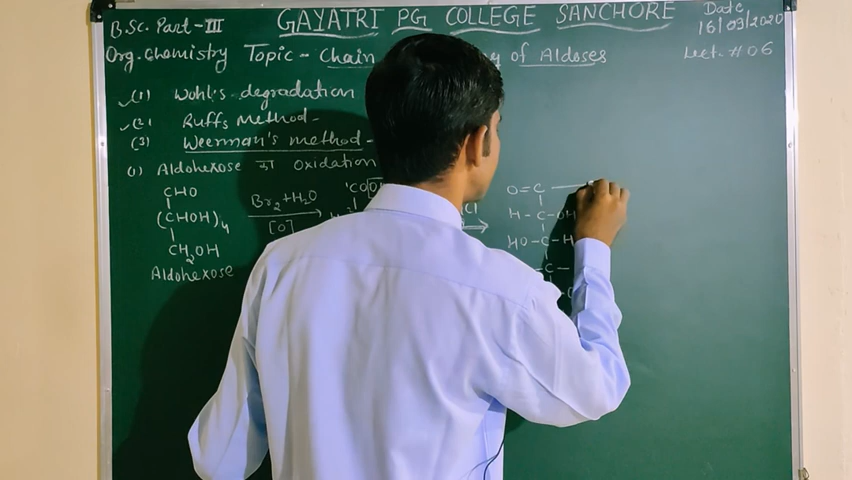 B.Sc. Part-III
GAYATRI PG COLLEGE SANCHORE
Date
16/03/2020
Org. Chemistry Topic - Chain of Aldoses
Lect. # 06
(1) Wohl's degradation
(2) Ruffs Method -
(3) Weerman's method -
(1) Aldohexose का Oxidation
CHO
(CHOH)4
CH2OH
Aldohexose
Br2 + H2O
[O]
O=C
H-C-OH
HO-C-H
-C-